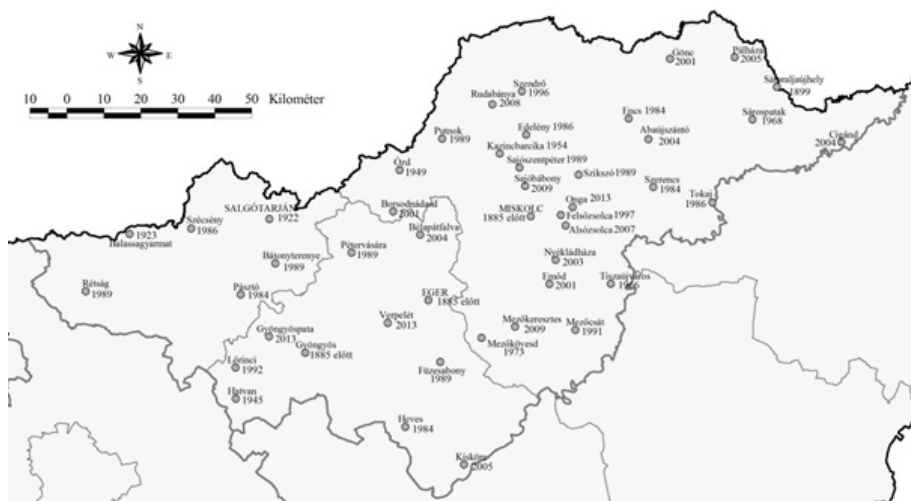 N
W E
S
10 0 10 20 30 40 50 Kilométer
Gönc
2001
Pálháza
2005
Sátoraljaújhely
1899
Szendrő
1996
Rudabánya
2008
Encs 1984
Sárospatak
1968
Putnok
1989
Edelény 1986
Abaújszántó
2004
Cigánd
2004
Kazincbarcika 1954
Ózd
1949
Sajószentpéter 1989
Szikszó 1989
Sajóbábony
2009
Szerencs
1984
Tokaj
1986
Onga 2013
MISKOLC
1885 előtt
Felsőzsolca 1997
Alsózsolca 2007
SALGÓTARJÁN
1922
Borsodnádasd
2001
Szécsény
1986
1923
Balassagyarmat
Bélapátfalva
2004
Pétervására
1989
Bátonyterenye
1989
Nyékládháza
2003
Emőd
2001
Tiszaújváros
1966
Rétság
1989
Pásztó
1984
EGER
1885 előtt
Verpelét
2013
Mezőkeresztes
2009
Mezőcsát
1991
Mezőkövesd
1973
Gyöngyöspata
2013
Gyöngyös
1885 előtt
Lőrinci
1992
Füzesabony
1989
Hatvan
1945
Heves
1984
Kisköre
2005